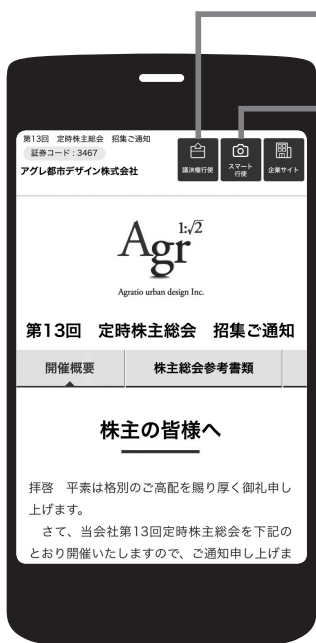 第13回 定時株主総会 招集ご通知
証券コード：3467
アグレ都市デザイン株式会社
議決権行使
スマート
行使
企業サイト
1:√2
Agr
Agratio urban design Inc.
第13回 定時株主総会 招集ご通知
開催概要 株主総会参考書類
株主の皆様へ
拝啓 平素は格別のご高配を賜り厚く御礼申し
上げます。
さて、当会社第13回定時株主総会を下記の
とおり開催いたしますので、ご通知申し上げま